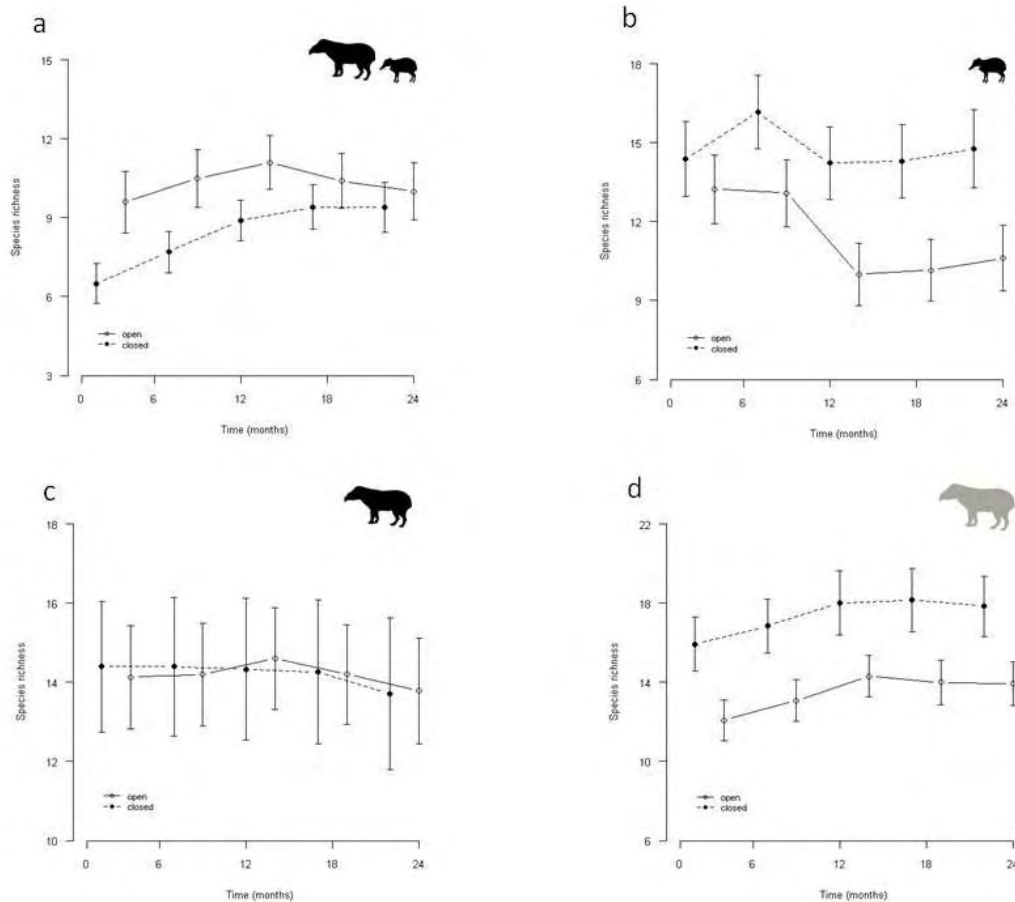 a
15
12
9
6
3
Species richness
open
closed
0 6 12 18 24
Time (months)
b
18
15
12
9
6
Species richness
open
closed
0 6 12 18 24
Time (months)
c
18
16
14
12
10
Species richness
open
closed
0 6 12 18 24
Time (months)
d
22
18
14
10
6
Species richness
open
closed
0 6 12 18 24
Time (months)